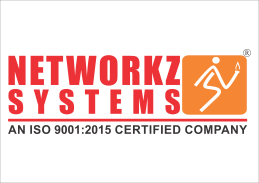 NETWORKZ ®
SYSTEMS
AN ISO 9001:2015 CERTIFIED COMPANY